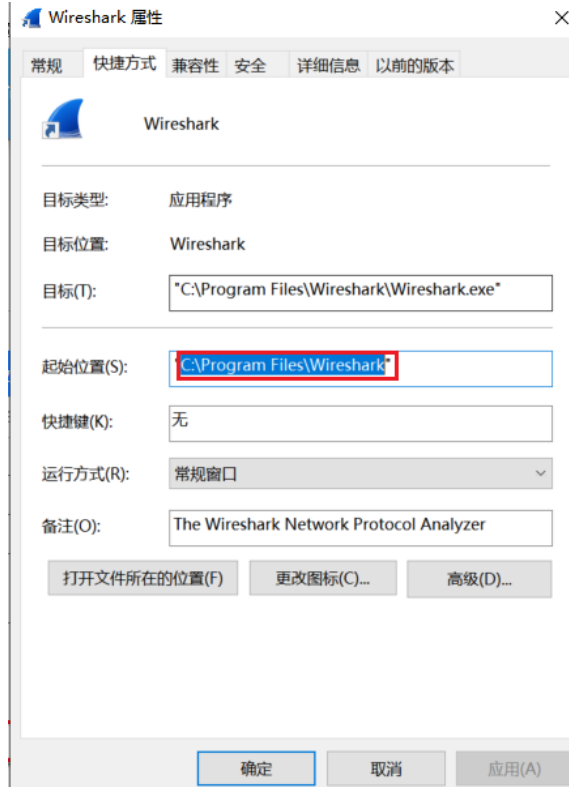 Wireshark 属性
常规 快捷方式 兼容性 安全 详细信息 以前的版本
Wireshark
目标类型: 应用程序
目标位置: Wireshark
目标(T): "C:\Program Files\Wireshark\Wireshark.exe"
起始位置(S): "C:\Program Files\Wireshark"
快捷键(K): 无
运行方式(R): 常规窗口
备注(O): The Wireshark Network Protocol Analyzer
打开文件所在的位置(F) 更改图标(C)... 高级(D)...
确定 取消 应用(A)